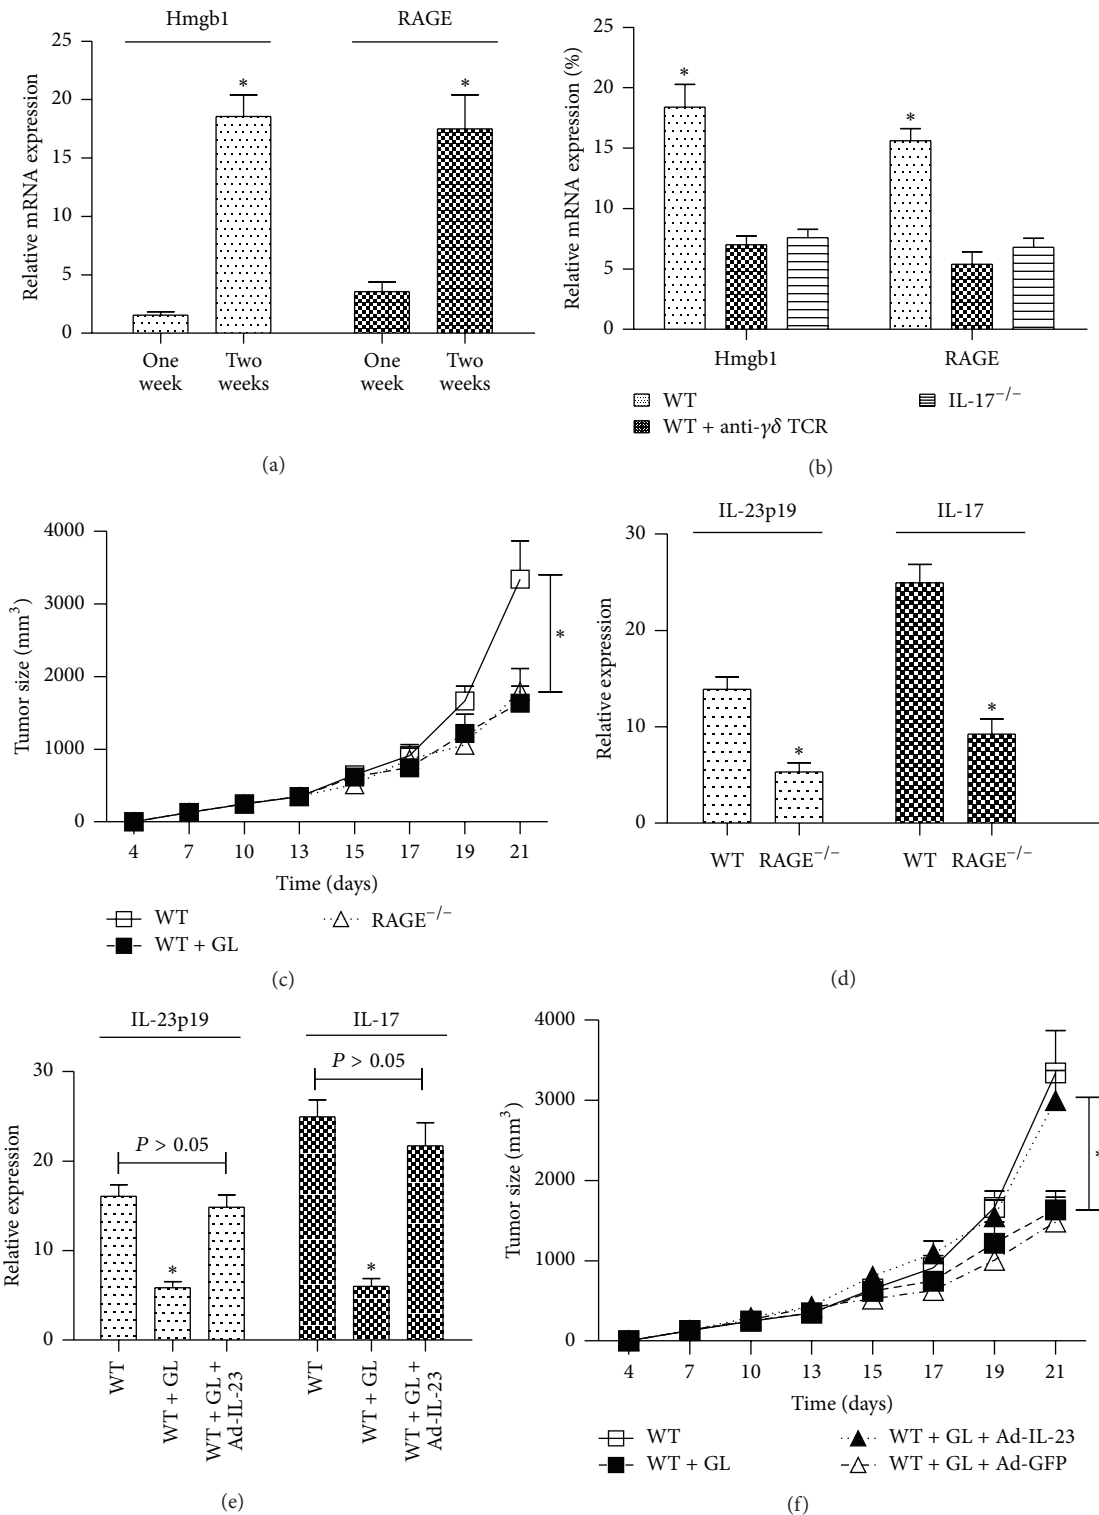 Hmgb1 RAGE
Relative mRNA expression
25
20
15
10
5
0
* *
One week
Two weeks
One week
Two weeks
(a)
Relative mRNA expression (%)
25
20
15
10
5
0
* *
Hmgb1 RAGE
WT
IL-17−/−
WT + anti-γδ TCR
(b)
Tumor size (mm3)
4000
3000
2000
1000
0
*
4 7 10 13 15 17 19 21
Time (days)
WT
RAGE−/−
WT + GL
(c)
IL-23p19 IL-17
Relative expression
30
20
10
0
* *
WT RAGE−/− WT RAGE−/−
(d)
IL-23p19 IL-17
Relative expression
30
20
10
0
P > 0.05
P > 0.05
* *
WT
WT + GL
WT + GL +
Ad-IL-23
WT
WT + GL
WT + GL +
Ad-IL-23
(e)
Tumor size (mm3)
4000
3000
2000
1000
0
*
4 7 10 13 15 17 19 21
Time (days)
WT
WT + GL + Ad-IL-23
WT + GL
WT + GL + Ad-GFP
(f)